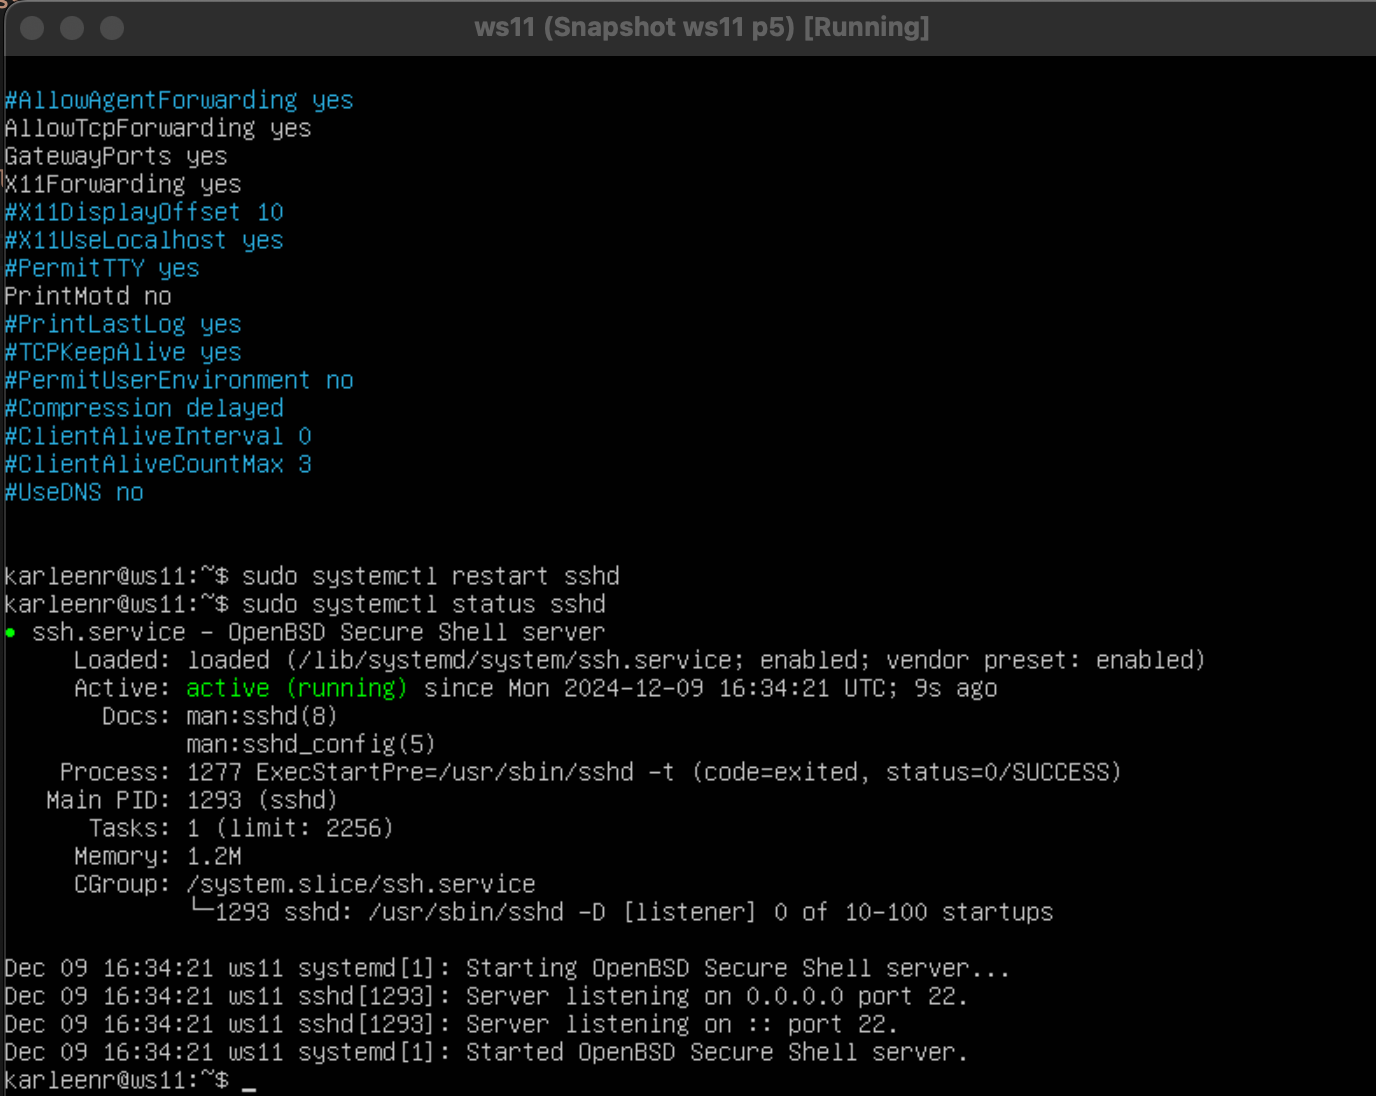 ws11 (Snapshot ws11 p5) [Running]
#AllowAgentForwarding yes
AllowTcpForwarding yes
GatewayPorts yes
X11Forwarding yes
#X11DisplayOffset 10
#X11UseLocalhost yes
#PermitTTY yes
PrintMotd no
#PrintLastLog yes
#TCPKeepAlive yes
#PermitUserEnvironment no
#Compression delayed
#ClientAliveInterval 0
#ClientAliveCountMax 3
#UseDNS no
karleenr@ws11:~$ sudo systemctl restart sshd
karleenr@ws11:~$ sudo systemctl status sshd
● ssh.service - OpenBSD Secure Shell server
Loaded: loaded (/lib/systemd/system/ssh.service; enabled; vendor preset: enabled)
Active: active (running) since Mon 2024-12-09 16:34:21 UTC; 9s ago
Docs: man:sshd(8)
man:sshd_config(5)
Process: 1277 ExecStartPre=/usr/sbin/sshd -t (code=exited, status=0/SUCCESS)
Main PID: 1293 (sshd)
Tasks: 1 (limit: 2256)
Memory: 1.2M
CGroup: /system.slice/ssh.service
└─1293 sshd: /usr/sbin/sshd -D [listener] 0 of 10-100 startups
Dec 09 16:34:21 ws11 systemd[1]: Starting OpenBSD Secure Shell server...
Dec 09 16:34:21 ws11 sshd[1293]: Server listening on 0.0.0.0 port 22.
Dec 09 16:34:21 ws11 sshd[1293]: Server listening on :: port 22.
Dec 09 16:34:21 ws11 systemd[1]: Started OpenBSD Secure Shell server.
karleenr@ws11:~$ _